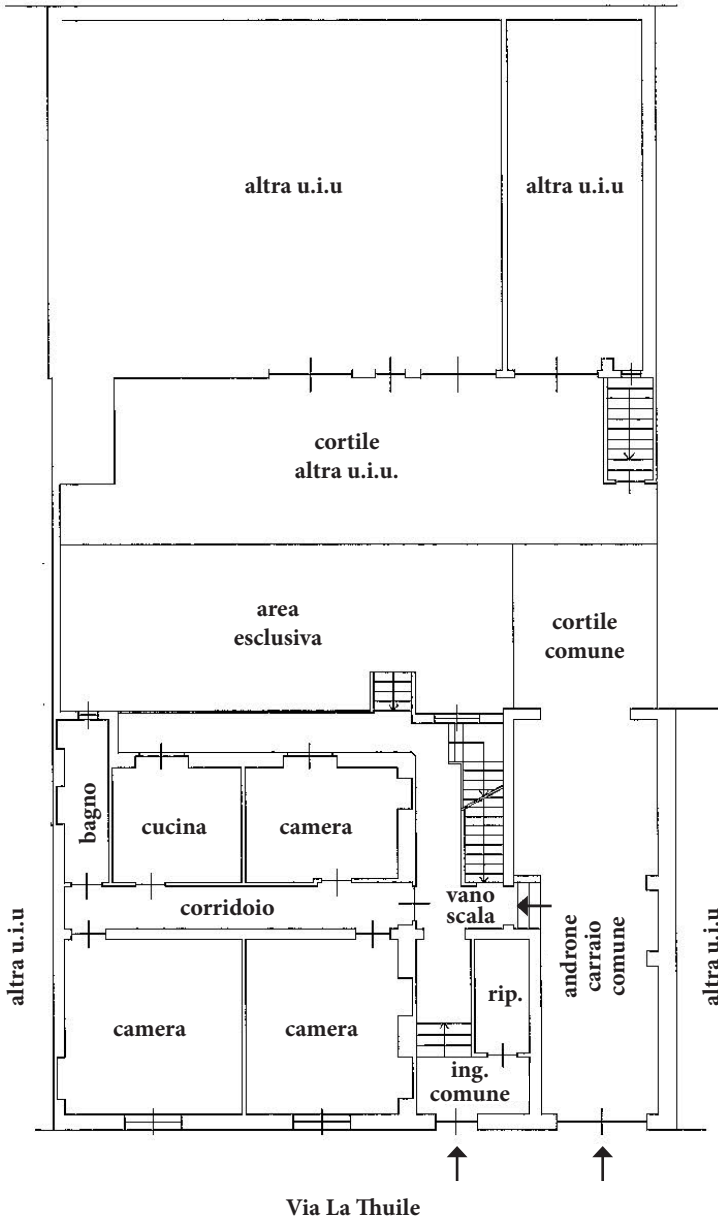 altra u.i.u
altra u.i.u
cortile
altra u.i.u.
area
esclusiva
cortile
comune
bagno
cucina
camera
corridoio
vano
scala
altra u.i.u
androne
carraio
comune
altra u.i.u
rip.
camera
camera
ing.
comune
Via La Thuile